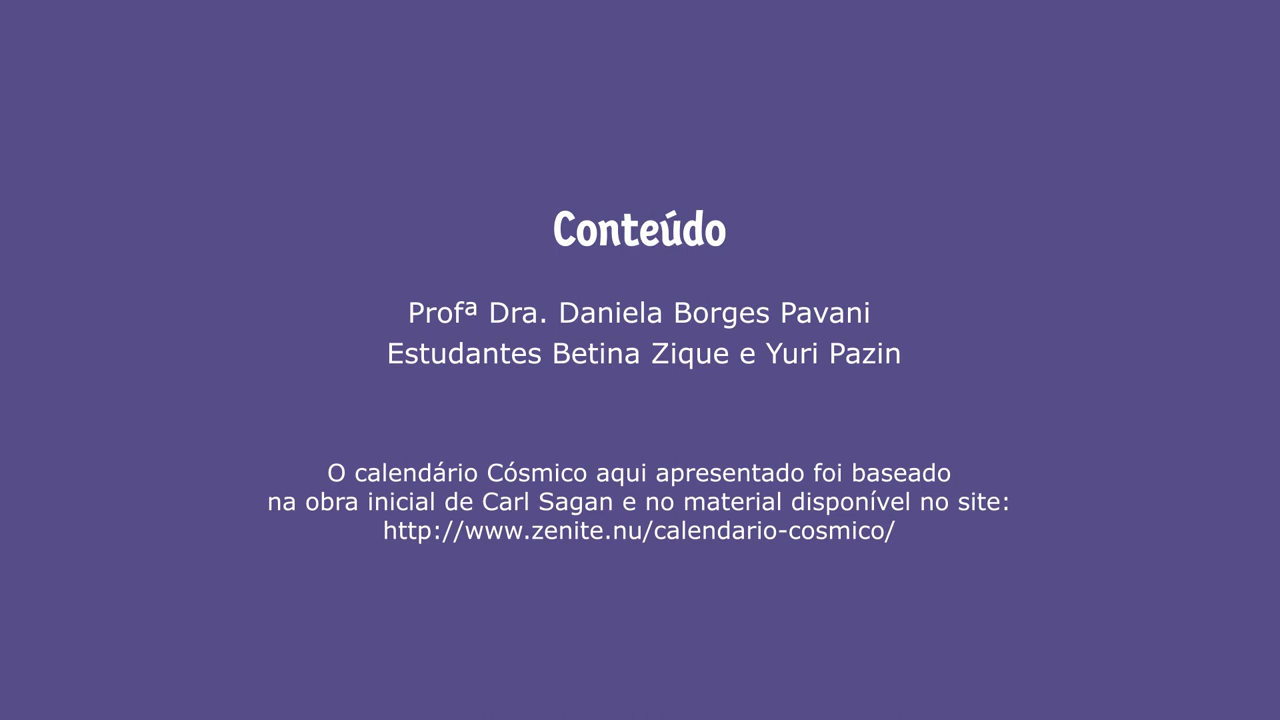 Conteúdo
Profª Dra. Daniela Borges Pavani
Estudantes Betina Zique e Yuri Pazin
O calendário Cósmico aqui apresentado foi baseado
na obra inicial de Carl Sagan e no material disponível no site:
http://www.zenite.nu/calendario-cosmico/